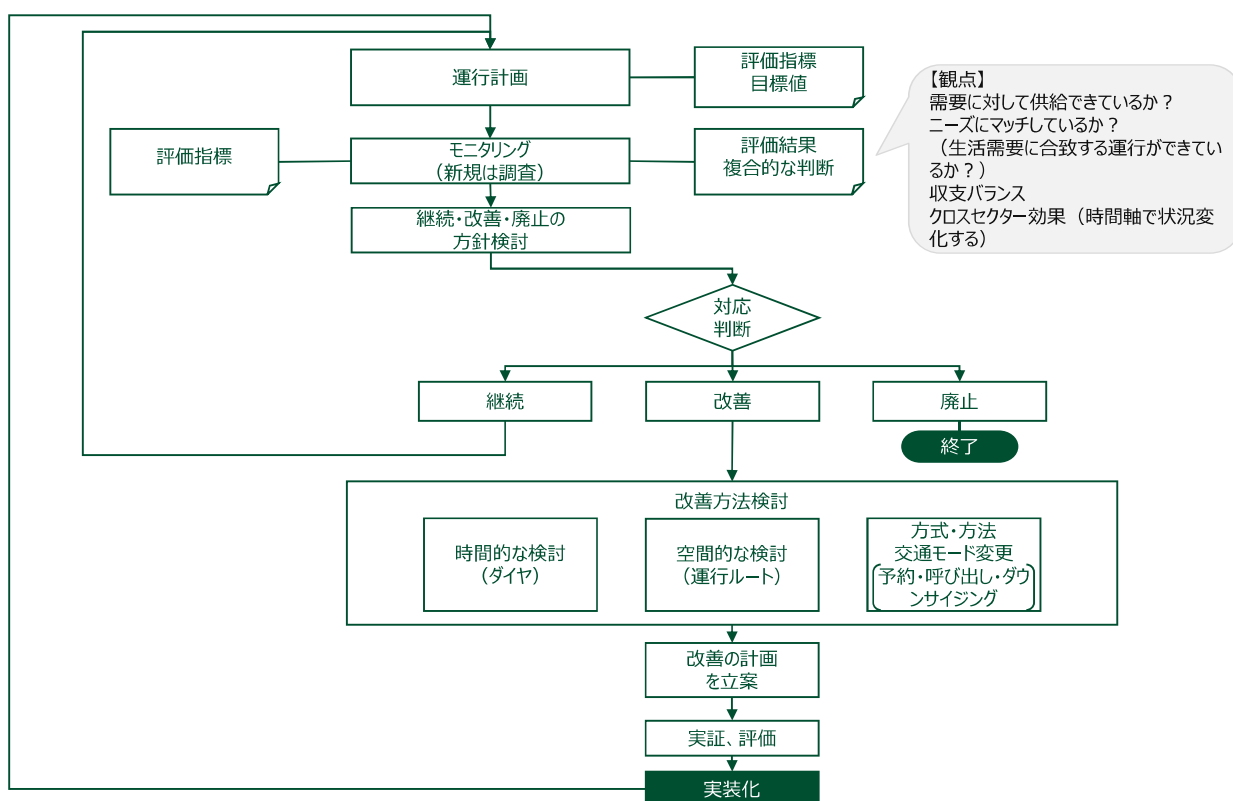 運行計画
評価指標
目標値
【観点】
需要に対して供給できているか？
ニーズにマッチしているか？
（生活需要に合致する運行ができてい
るか？）
収支バランス
クロスセクター効果（時間軸で状況変
化する）
評価指標
モニタリング
（新規は調査）
評価結果
複合的な判断
継続・改善・廃止の
方針検討
対応
判断
継続
改善
廃止
終了
改善方法検討
時間的な検討
（ダイヤ）
空間的な検討
（運行ルート）
方式・方法
交通モード変更
予約・呼び出し・ダウ
ンサイジング
改善の計画
を立案
実証、評価
実装化